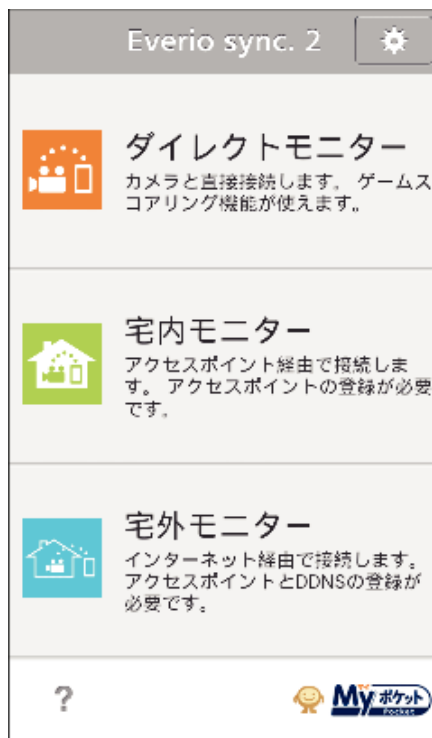 Everio sync. 2
ダイレクトモニター
カメラと直接接続します。 ゲームス
コアリング機能が使えます。
宅内モニター
アクセスポイント経由で接続しま
す。 アクセスポイントの登録が必要
です。
宅外モニター
インターネット経由で接続します。
アクセスポイントとDDNSの登録が
必要です。
?
Myポケット
Pocket